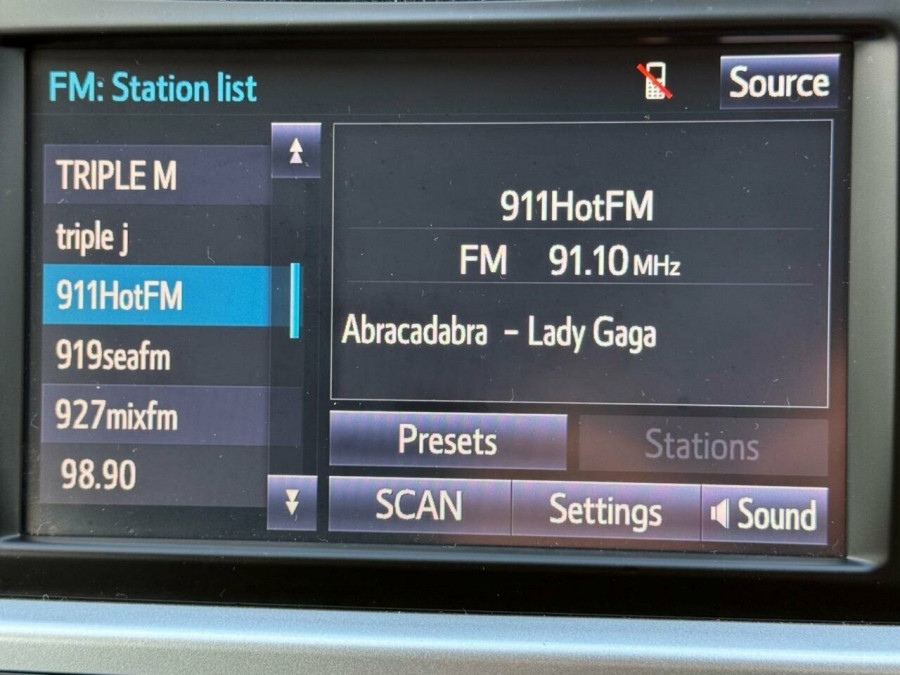 FM: Station list
Source
TRIPLE M
triple j
911HotFM
919seafm
927mixfm
98.90
911HotFM
FM 91.10 MHz
Abracadabra - Lady Gaga
Presets
Stations
SCAN
Settings
Sound